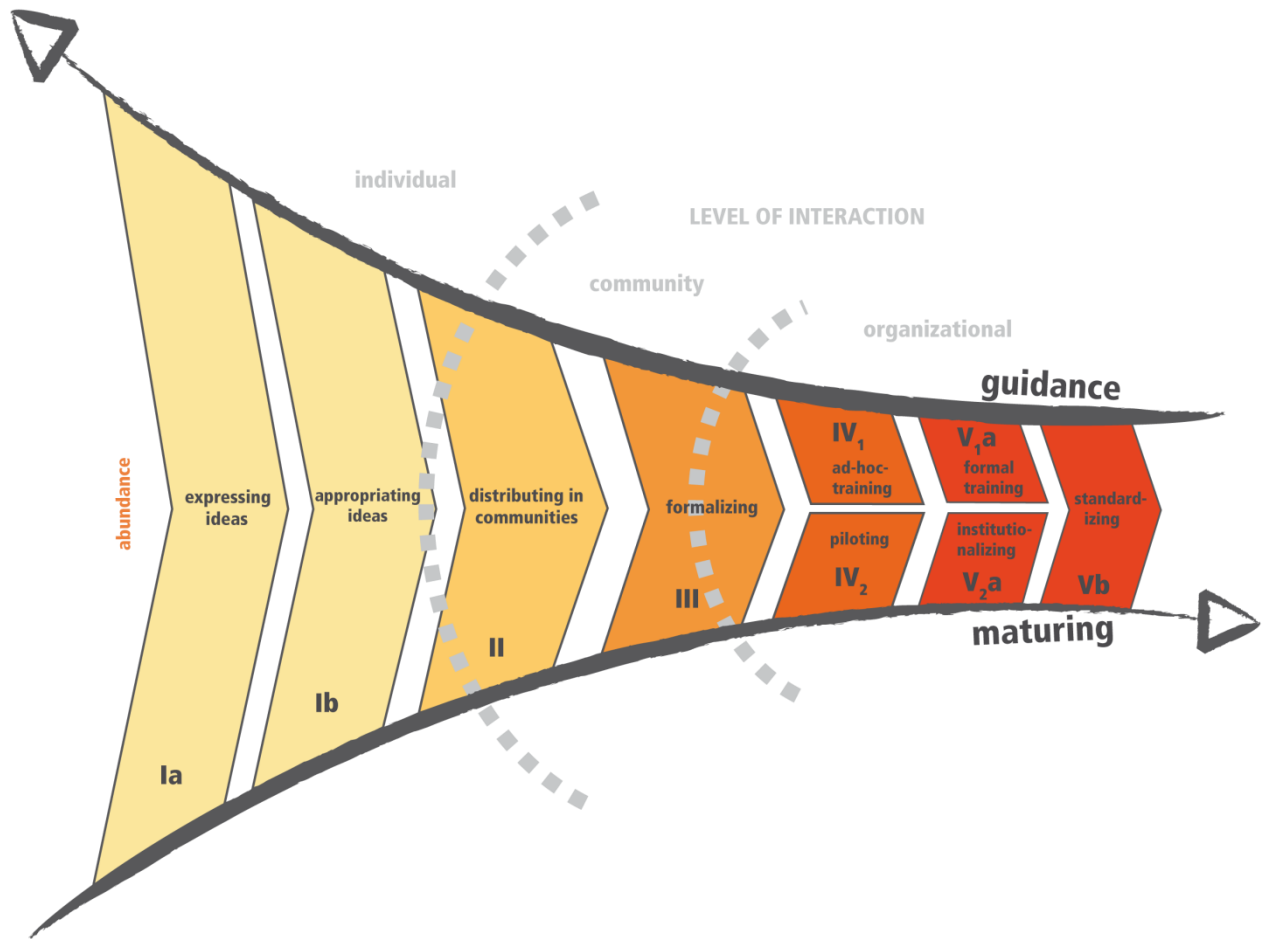 individual
LEVEL OF INTERACTION
community
organizational
guidance
abundance
expressing
ideas
Ia
appropriating
ideas
Ib
distributing in
communities
II
formalizing
III
IV1
ad-hoc-
training
piloting
IV2
V1a
formal
training
institutio-
nalizing
V2a
standard-
izing
Vb
maturing